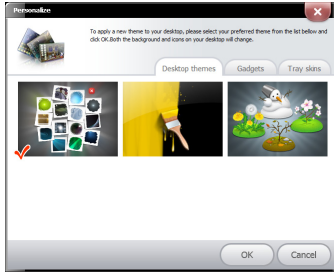 Personalize
To apply a new theme to your desktop, please select your preferred theme from the list bellow and
click OK.Both the background and icons on your desktop will change.
Desktop themes
Gadgets
Tray skins
OK
Cancel